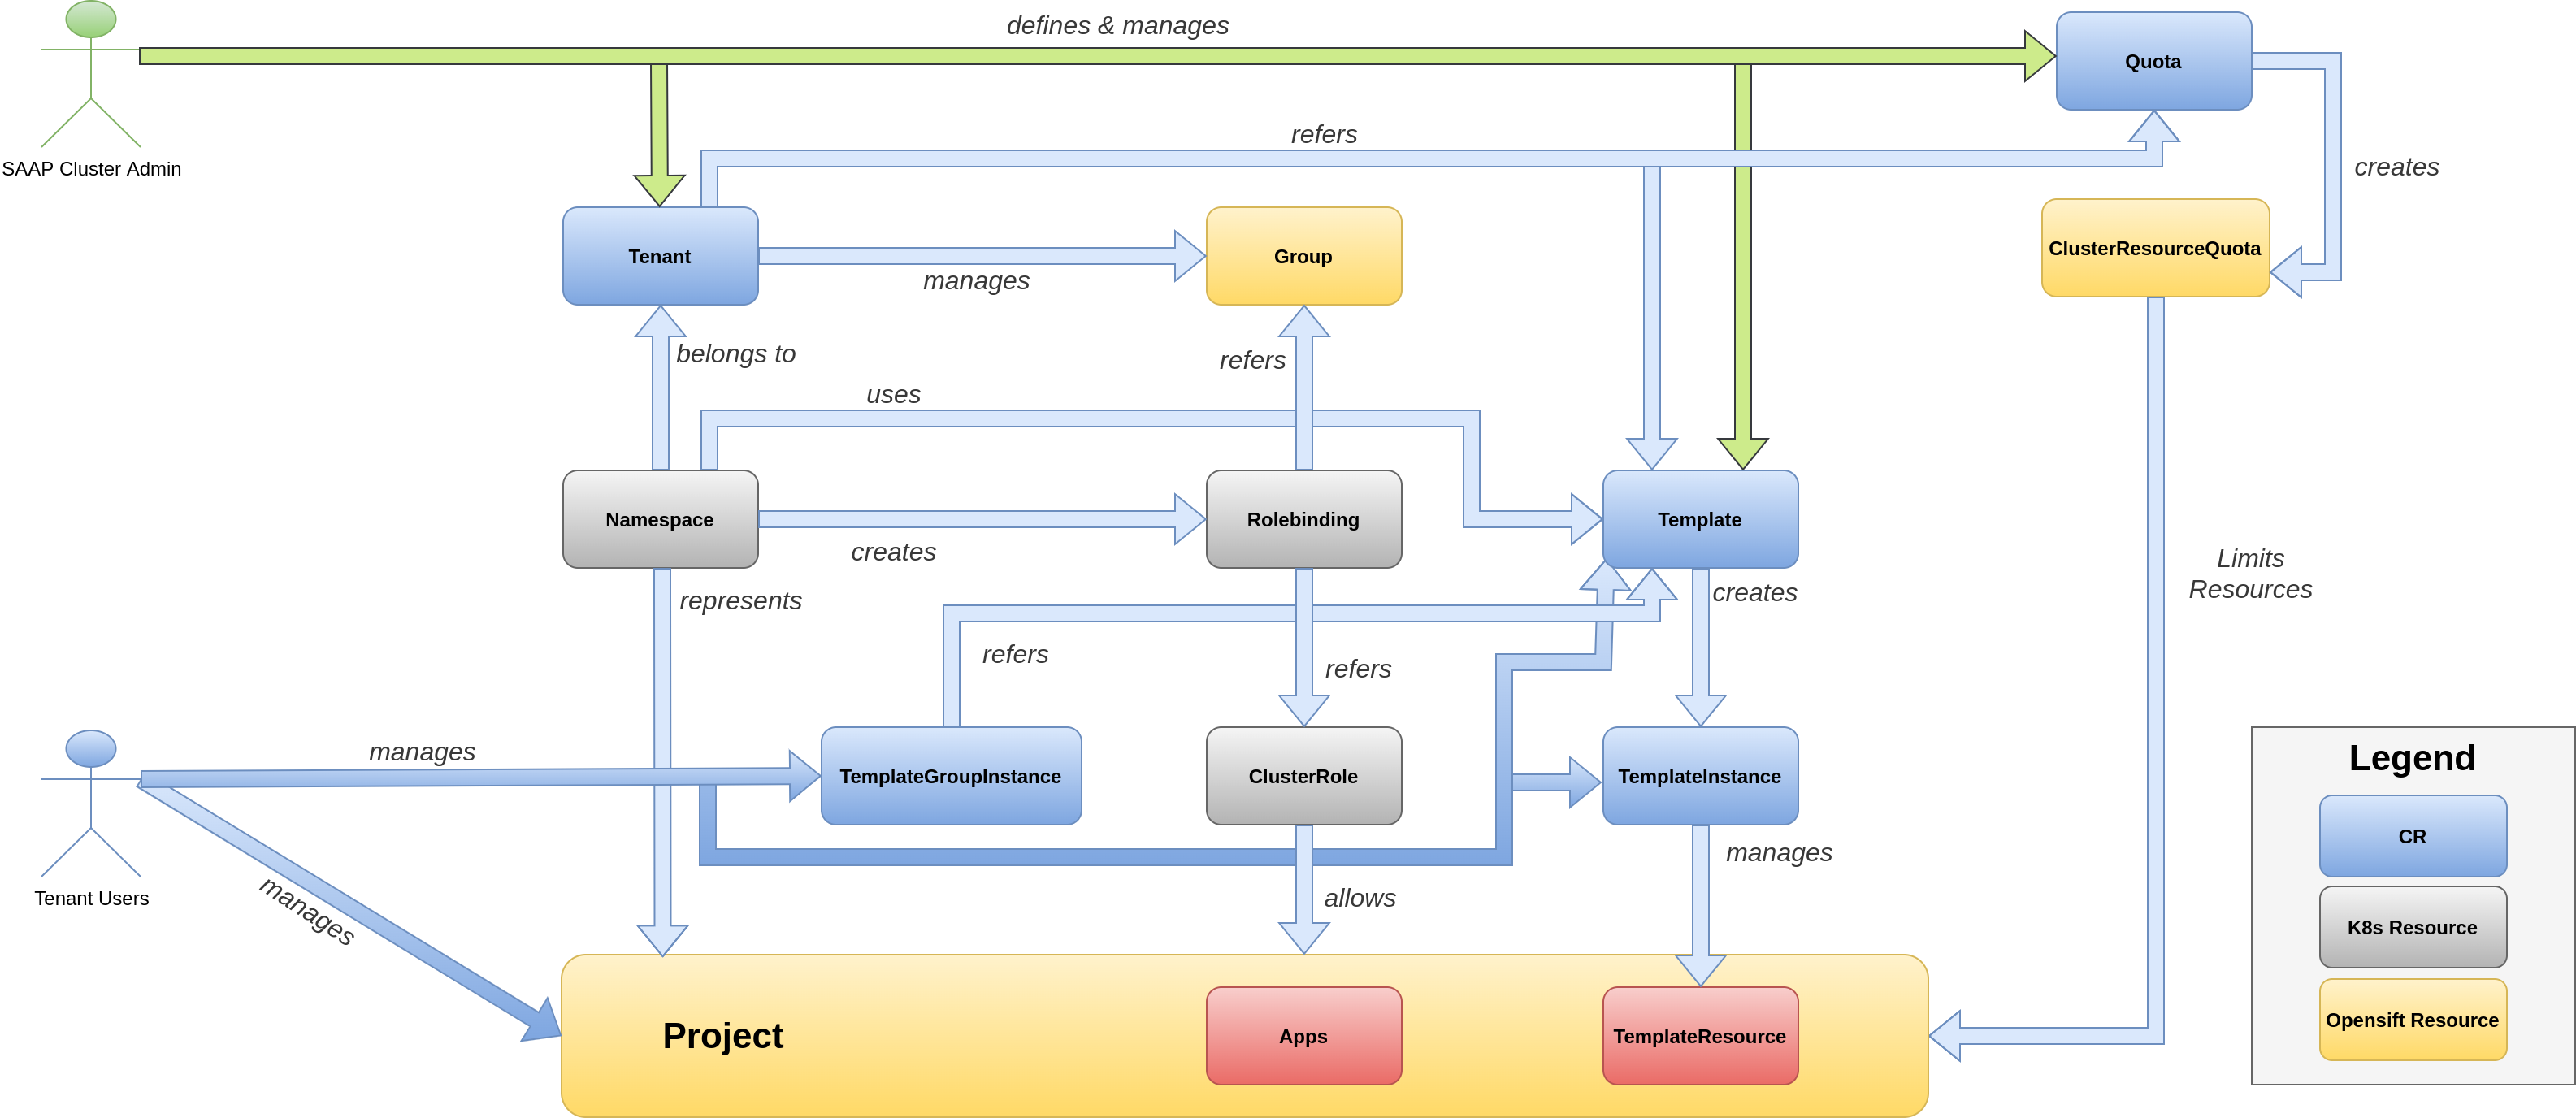 defines & manages
Quota
SAAP Cluster Admin
refers
creates
Tenant
Group
ClusterResourceQuota
manages
belongs to
refers
uses
Namespace
Rolebinding
Template
creates
Limits
Resources
represents
creates
refers
refers
manages
Legend
TemplateGroupInstance
ClusterRole
TemplateInstance
CR
manages
Tenant Users
manages
allows
K8s Resource
Project
Apps
TemplateResource
Opensift Resource